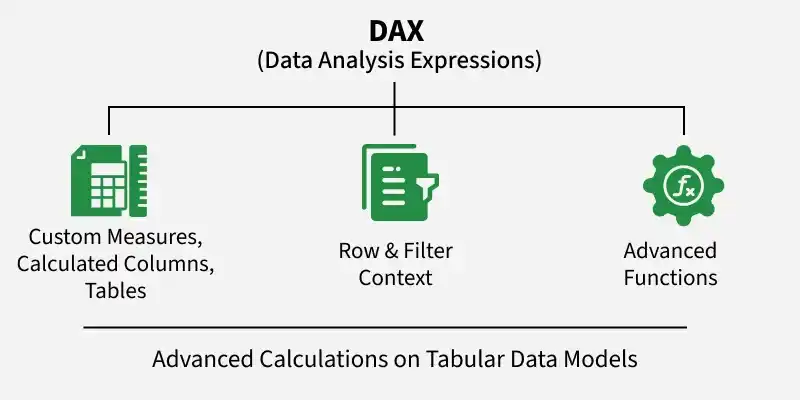 DAX
(Data Analysis Expressions)
Custom Measures,
Calculated Columns,
Tables
Row & Filter
Context
fx
Advanced
Functions
Advanced Calculations on Tabular Data Models